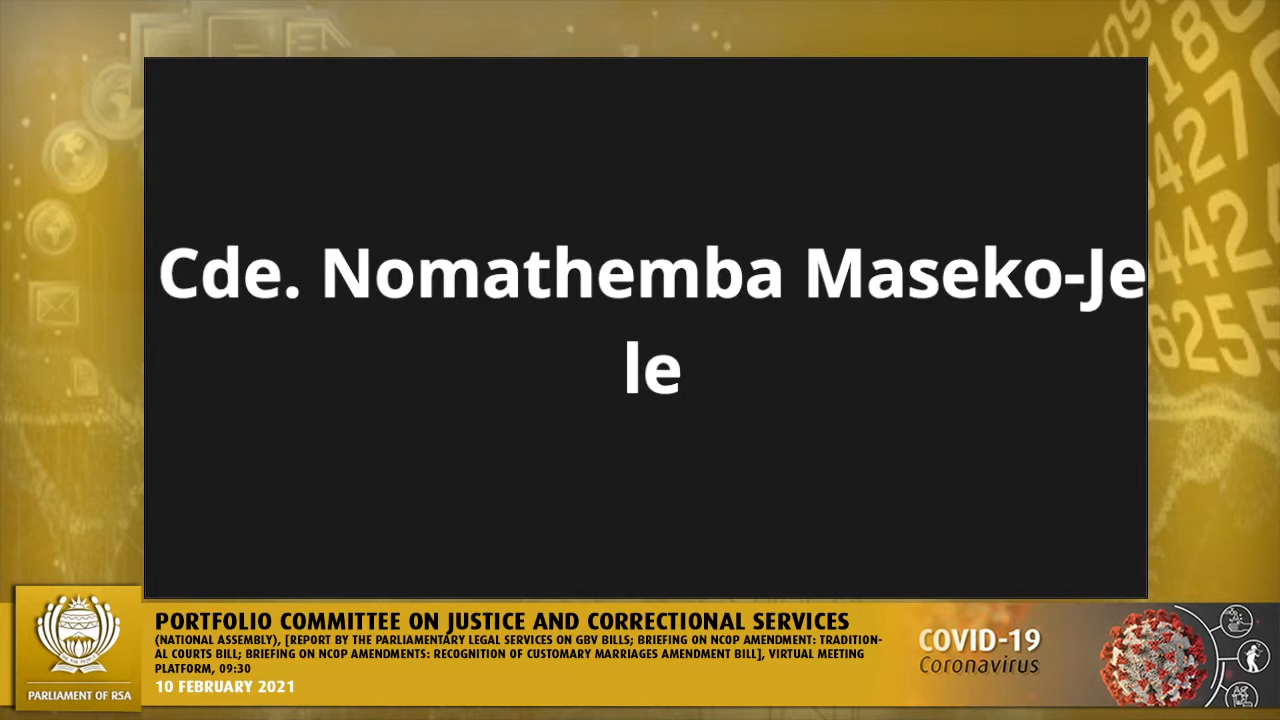 Cde. Nomathemba Maseko-Je
le
PORTFOLIO COMMITTEE ON JUSTICE AND CORRECTIONAL SERVICES
(NATIONAL ASSEMBLY), [REPORT BY THE PARLIAMENTARY LEGAL SERVICES ON GBV BILLS; BRIEFING ON NCOP AMENDMENT: TRADITION-
AL COURTS BILL; BRIEFING ON NCOP AMENDMENTS: RECOGNITION OF CUSTOMARY MARRIAGES AMENDMENT BILL], VIRTUAL MEETING
PLATFORM, 09:30
10 FEBRUARY 2021
PARLIAMENT OF RSA
COVID-19
Coronavirus